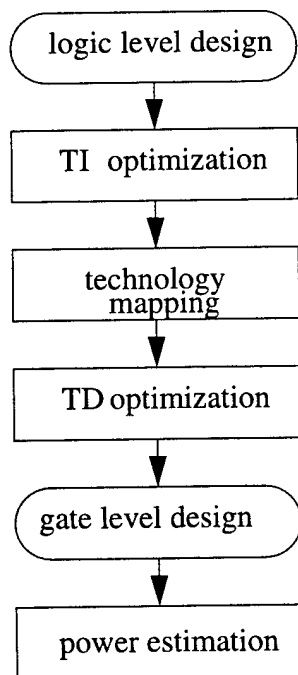 logic level design
TI optimization
technology
mapping
TD optimization
gate level design
power estimation